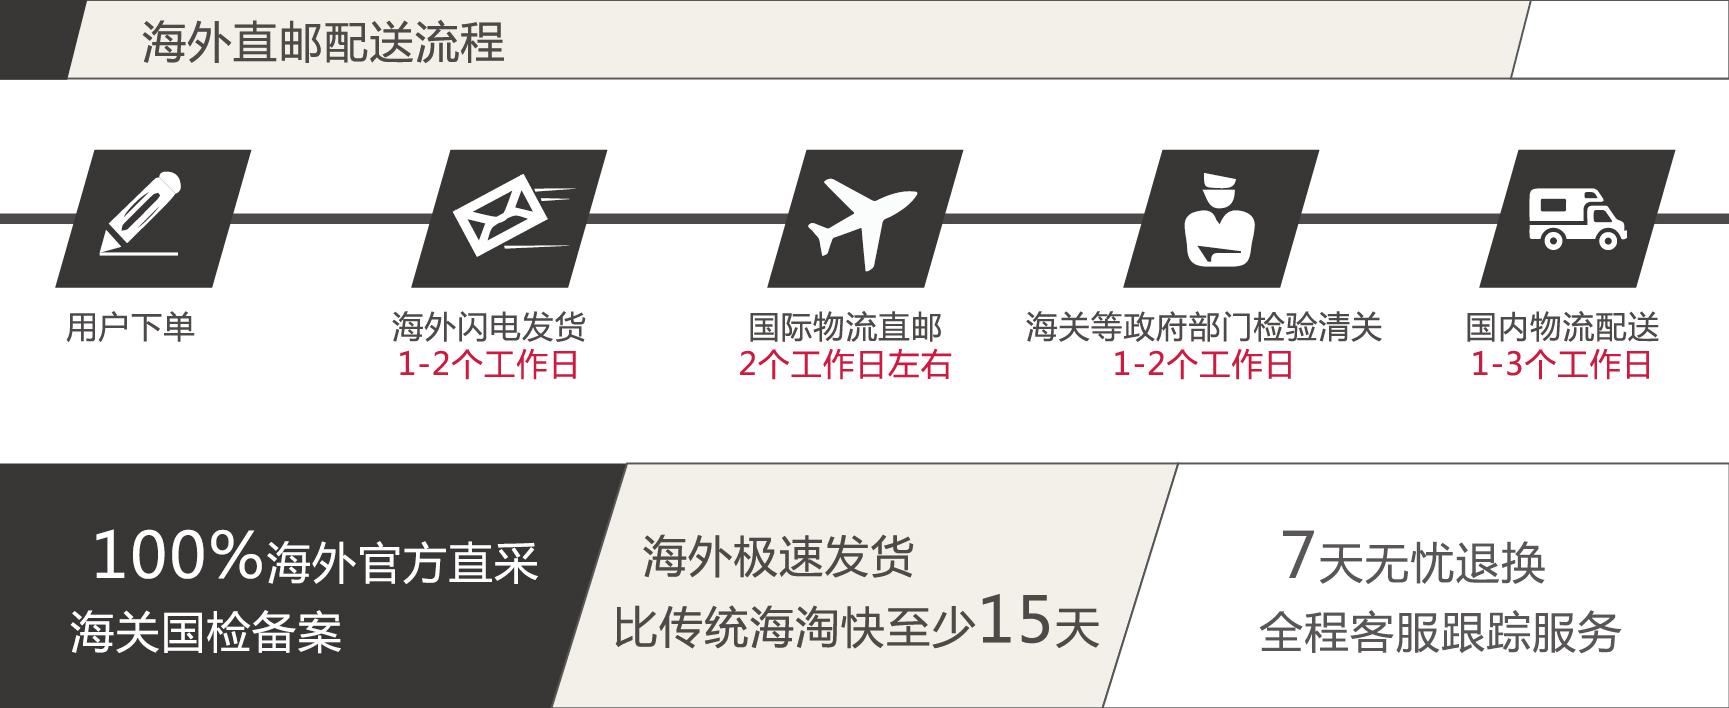 海外直邮配送流程
用户下单
海外闪电发货
1-2个工作日
国际物流直邮
2个工作日左右
海关等政府部门检验清关
1-2个工作日
国内物流配送
1-3个工作日
100%海外官方直采
海关国检备案
海外极速发货
比传统海淘快至少15天
7天无忧退换
全程客服跟踪服务